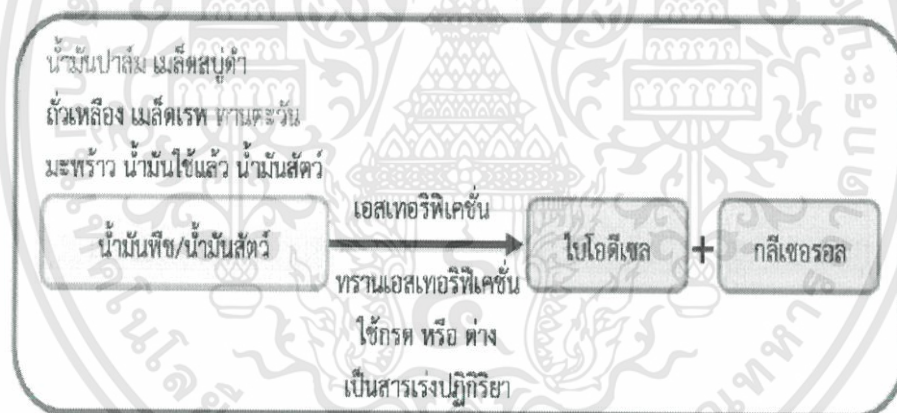 น้ำมันปาล์ม เมล็ดสบู่ดำ
ถั่วเหลือง เมล็ดเรพ ทานตะวัน
มะพร้าว น้ำมันใช้แล้ว น้ำมันสัตว์
น้ำมันพืช/น้ำมันสัตว์
เอสเทอริฟิเคชั่น
ทรานเอสเทอริฟิเคชั่น
ใช้กรด หรือ ด่าง
เป็นสารเร่งปฏิกิริยา
ไบโอดีเซล + กลีเซอรอล